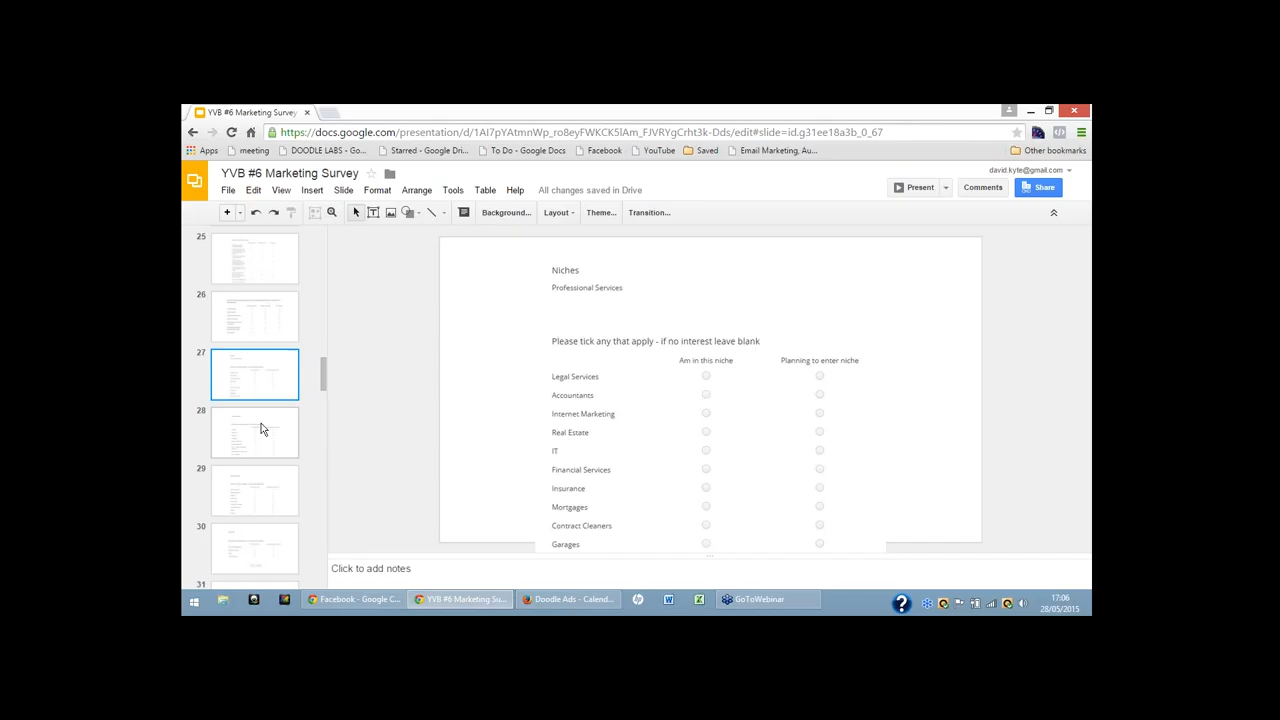 YVB #6 Marketing Survey
https://docs.google.com/presentation/d/1AI7pYAtmnWp_ro8eyFWKCK5lAm_FJVRYgCrht3k-Dds/edit#slide=id.g31ee18a3b_0_67
Apps meeting DOODLE LABS - Go... Starred - Google Dri... To Do - Google Docs Facebook YouTube Saved Email Marketing, Au... Other bookmarks
YVB #6 Marketing Survey
david.kyte@gmail.com
File Edit View Insert Format Arrange Tools Table Help All changes saved in Drive
Present Comments Share
Background... Layout Theme... Transition...
25
26
27
28
29
30
31
Niches
Professional Services
Please tick any that apply - if no interest leave blank
Am in this niche Planning to enter niche
Legal Services
Accountants
Internet Marketing
Real Estate
IT
Financial Services
Insurance
Mortgages
Contract Cleaners
Garages
Click to add notes
Facebook - Google C... YVB #6 Marketing Su... Doodle Ads - Calend... GoToWebinar
17:06
28/05/2015